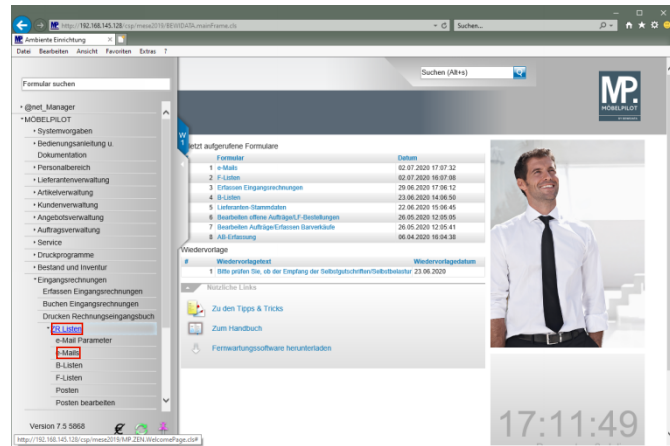 http://192.168.145.128/csp/mese2019/BEWIDATA.mainFrame.cls
Suchen...
Ambiente Einrichtung
Datei Bearbeiten Ansicht Favoriten Extras ?
Formular suchen
Suchen (Alt+s)
MP.
MÖBELPILOT
@net_Manager
MÖBELPILOT
Systemvorgaben
Bedienungsanleitung u.
Dokumentation
Personalbereich
Lieferantenverwaltung
Artikelverwaltung
Kundenverwaltung
Angebotsverwaltung
Auftragsverwaltung
Service
Druckprogramme
Bestand und Inventur
Eingangsrechnungen
Erfassen Eingangsrechnungen
Buchen Eingangsrechnungen
Drucken Rechnungseingangsbuch
ZR Listen
e-Mail Parameter
e-Mails
B-Listen
F-Listen
Posten
Posten bearbeiten
Version 7.5 5868
http://192.168.145.128/csp/mese2019/MP.ZEN.WelcomePage.cls#
W
1
letzt aufgerufene Formulare
Formular Datum
1 e-Mails 02.07.2020 17:07:32
2 F-Listen 02.07.2020 16:07:08
3 Erfassen Eingangsrechnungen 29.06.2020 17:06:12
4 B-Listen 23.06.2020 14:06:50
5 Lieferanten-Stammdaten 22.06.2020 15:06:45
6 Bearbeiten offene Aufträge/LF-Bestellungen 26.05.2020 12:05:05
7 Bearbeiten Aufträge/Erfassen Barverkäufe 26.05.2020 12:05:41
8 AB-Erfassung 06.04.2020 16:04:38
Wiedervorlage
# Wiedervorlagetext Wiedervorlagedatum
1 Bitte prüfen Sie, ob der Empfang der Selbstgutschriften/Selbstbelastur 23.06.2020
Nützliche Links
Zu den Tipps & Tricks
Zum Handbuch
Fernwartungssoftware herunterladen
17:11:49